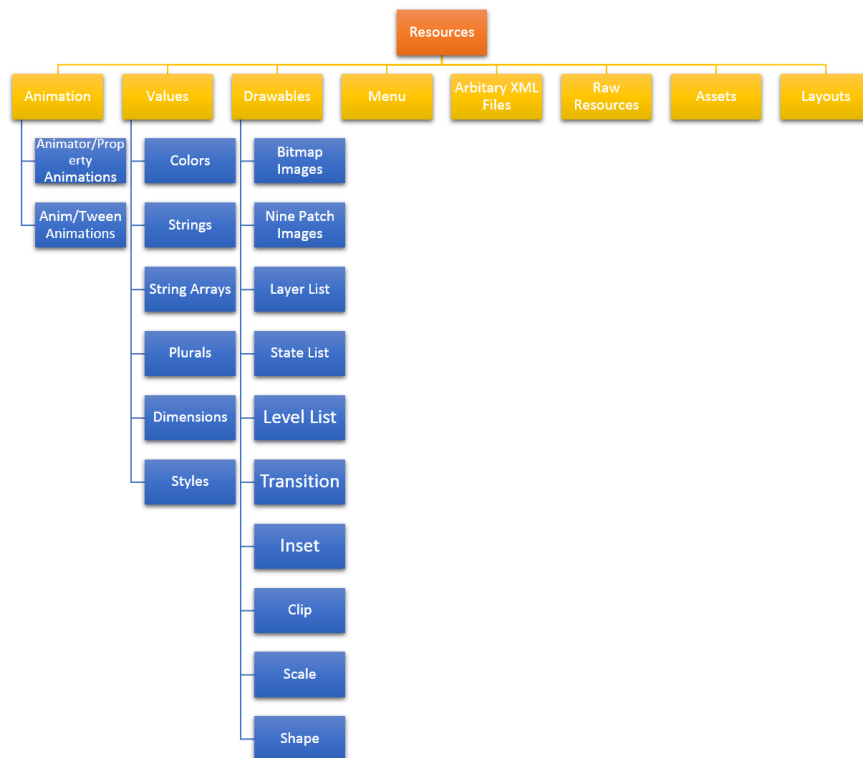 Resources
Animation
Values
Drawables
Menu
Arbitary XML
Files
Raw
Resources
Assets
Layouts
Animator/Prop
erty
Animations
Anim/Tween
Animations
Colors
Strings
String Arrays
Plurals
Dimensions
Styles
Bitmap
Images
Nine Patch
Images
Layer List
State List
Level List
Transition
Inset
Clip
Scale
Shape